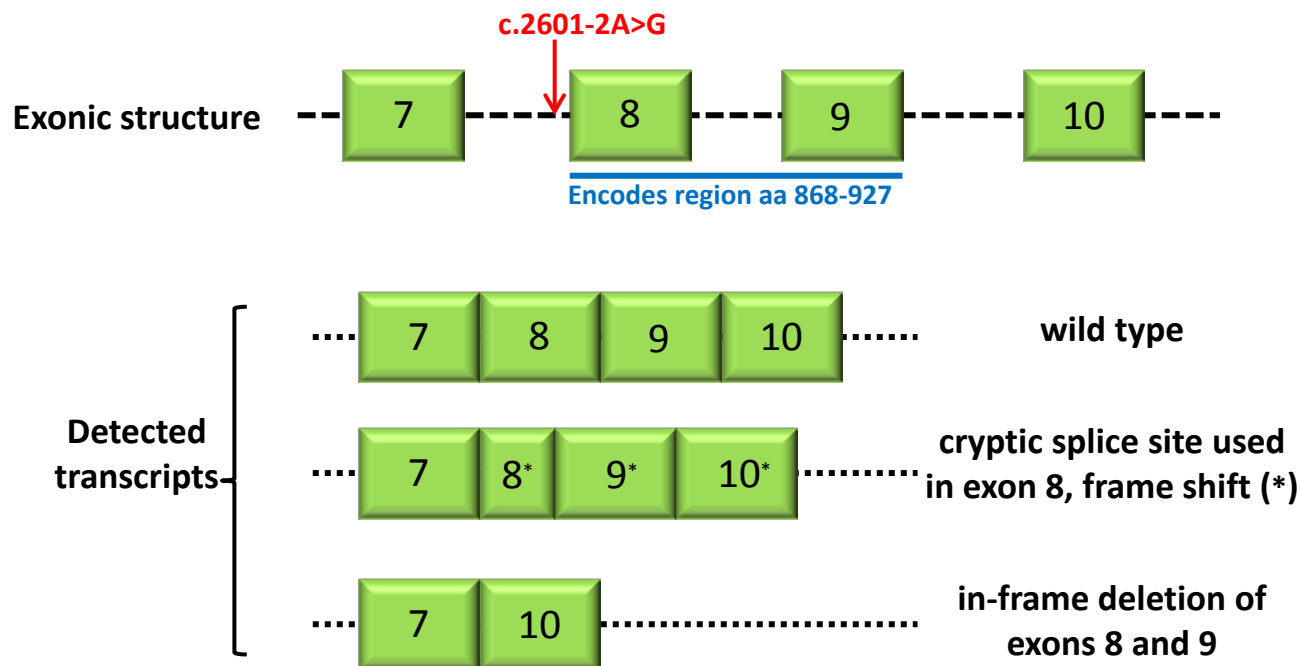 c.2601-2A>G
Exonic structure
7
8
9
10
Encodes region aa 868-927
Detected
transcripts
7
8
9
10
wild type
7
8*
9*
10*
cryptic splice site used
in exon 8, frame shift (*)
7
10
in-frame deletion of
exons 8 and 9